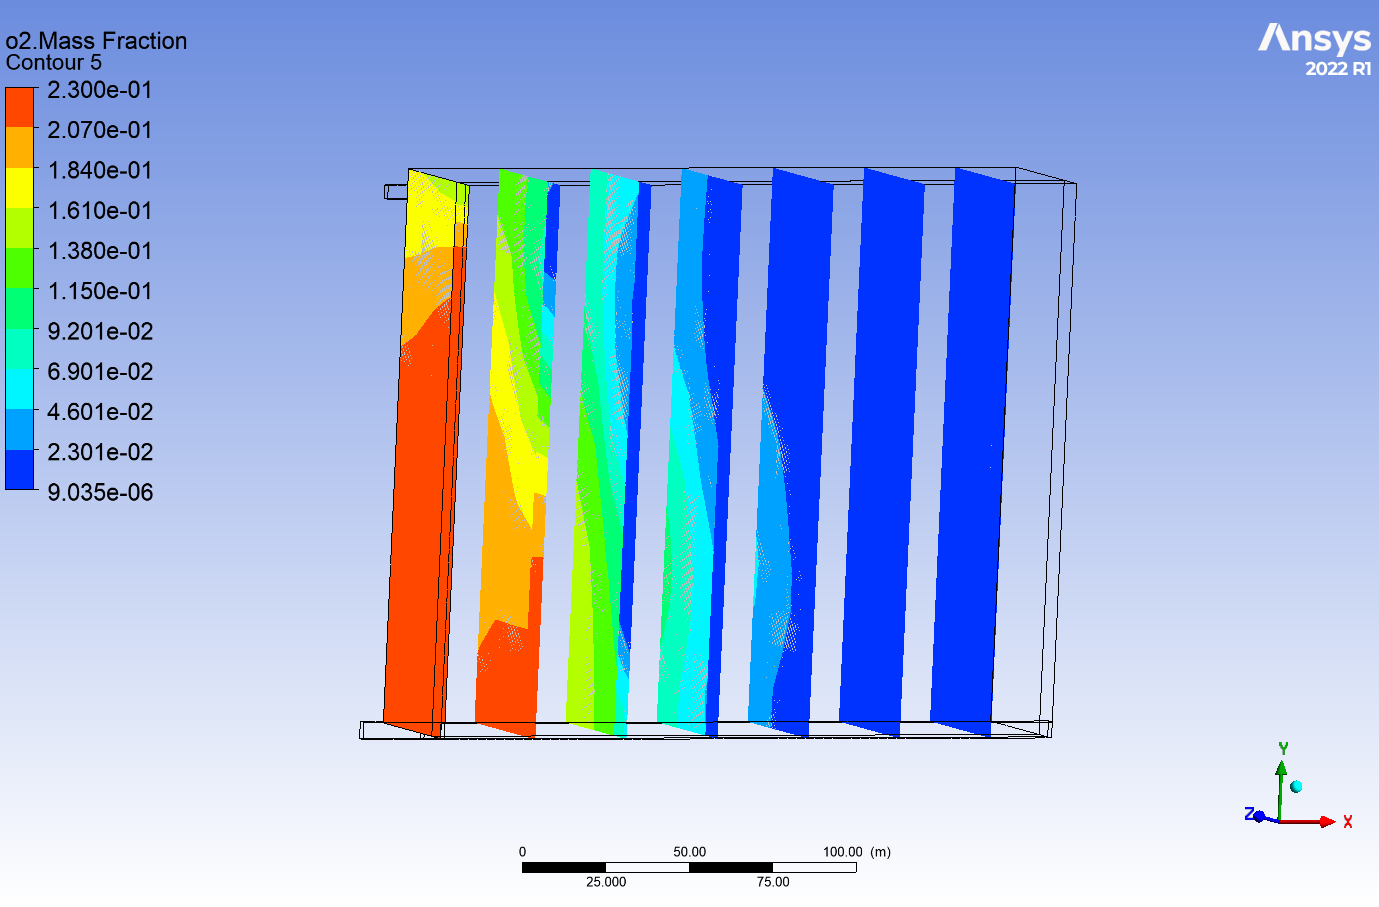 o2.Mass Fraction
Contour 5
2.300e-01
2.070e-01
1.840e-01
1.610e-01
1.380e-01
1.150e-01
9.201e-02
6.901e-02
4.601e-02
2.301e-02
9.035e-06
Ansys
2022 R1
Y
Z
X
0 50.00 100.00 (m)
25.000 75.00